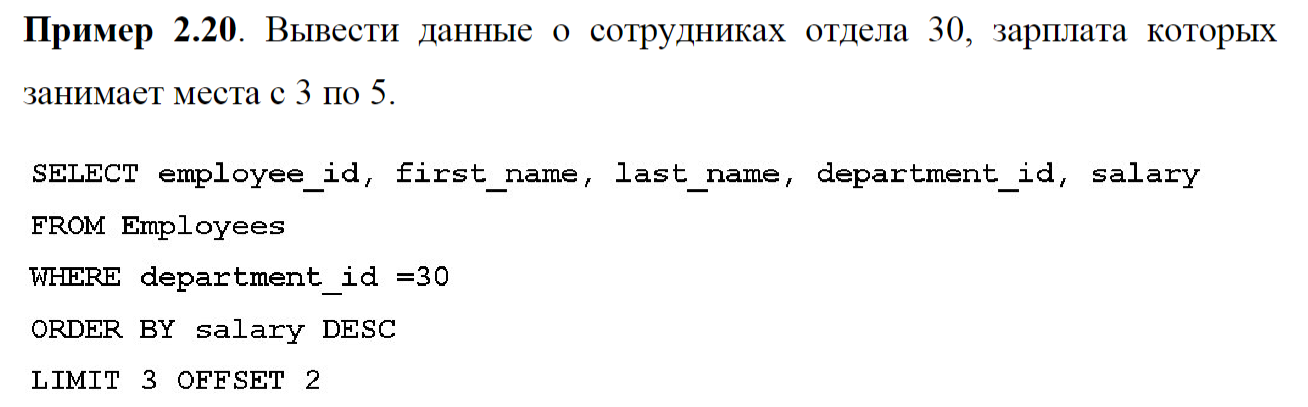 Пример 2.20. Вывести данные о сотрудниках отдела 30, зарплата которых
занимает места с 3 по 5.
SELECT employee_id, first_name, last_name, department_id, salary
FROM Employees
WHERE department_id =30
ORDER BY salary DESC
LIMIT 3 OFFSET 2